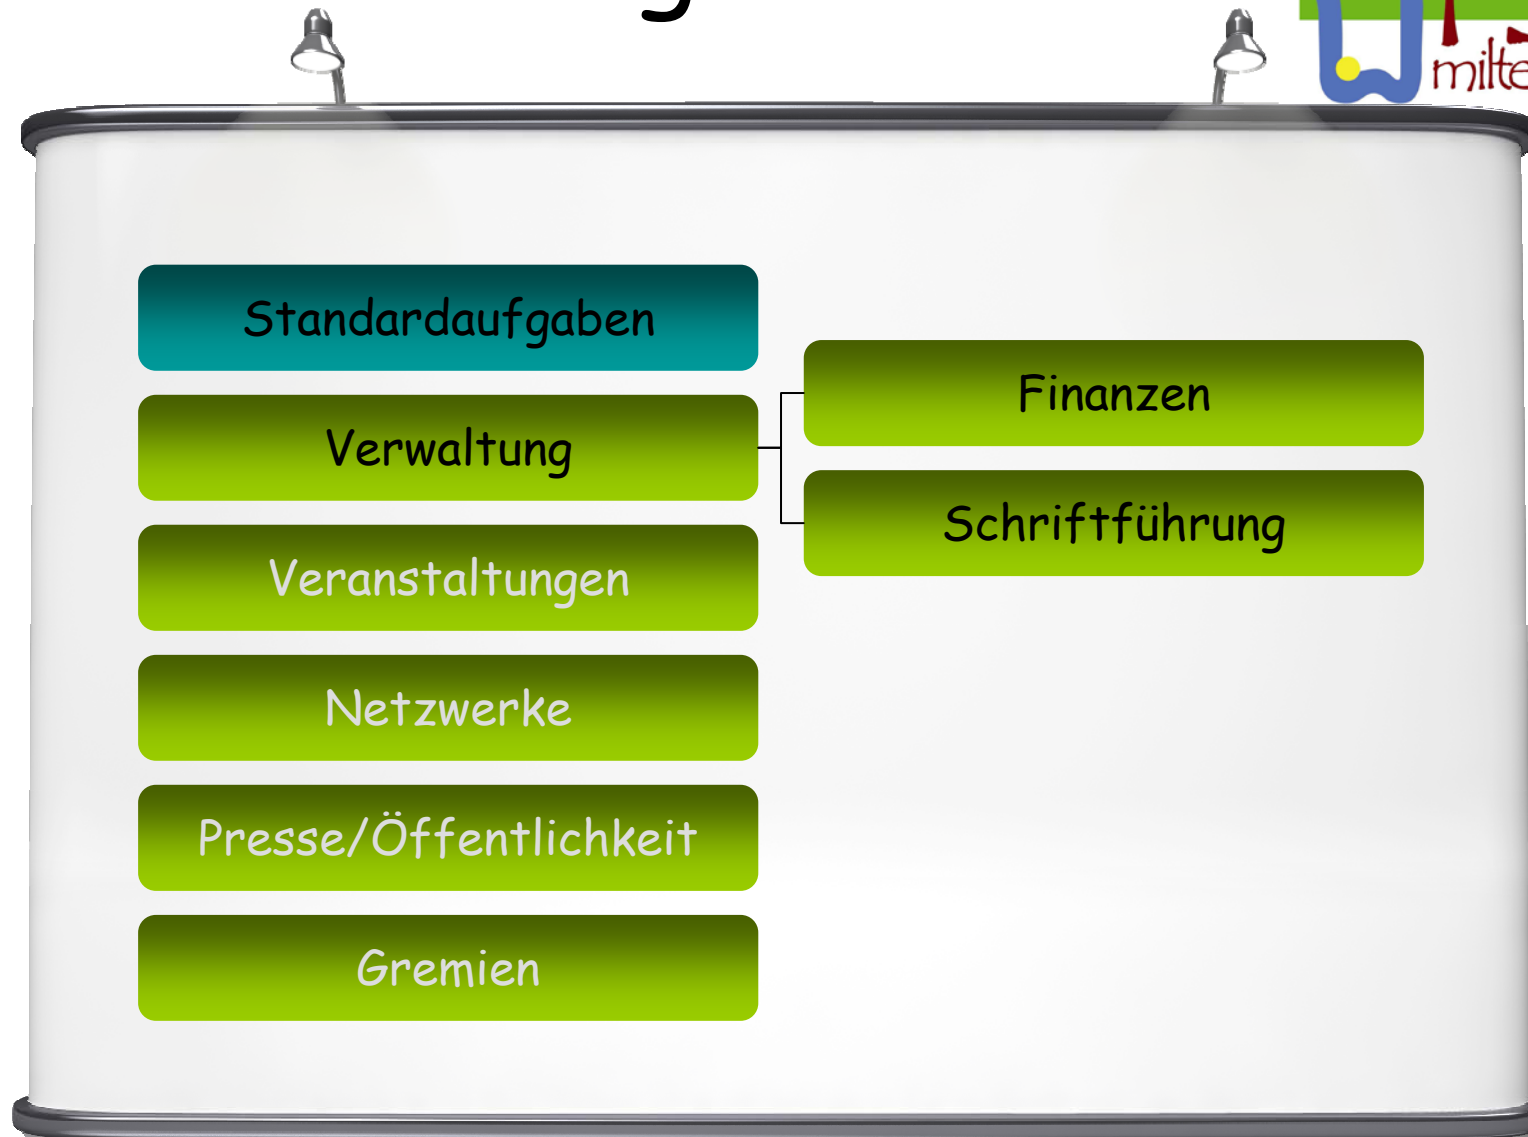 Standardaufgaben
Verwaltung
Finanzen
Schriftführung
Veranstaltungen
Netzwerke
Presse/Öffentlichkeit
Gremien